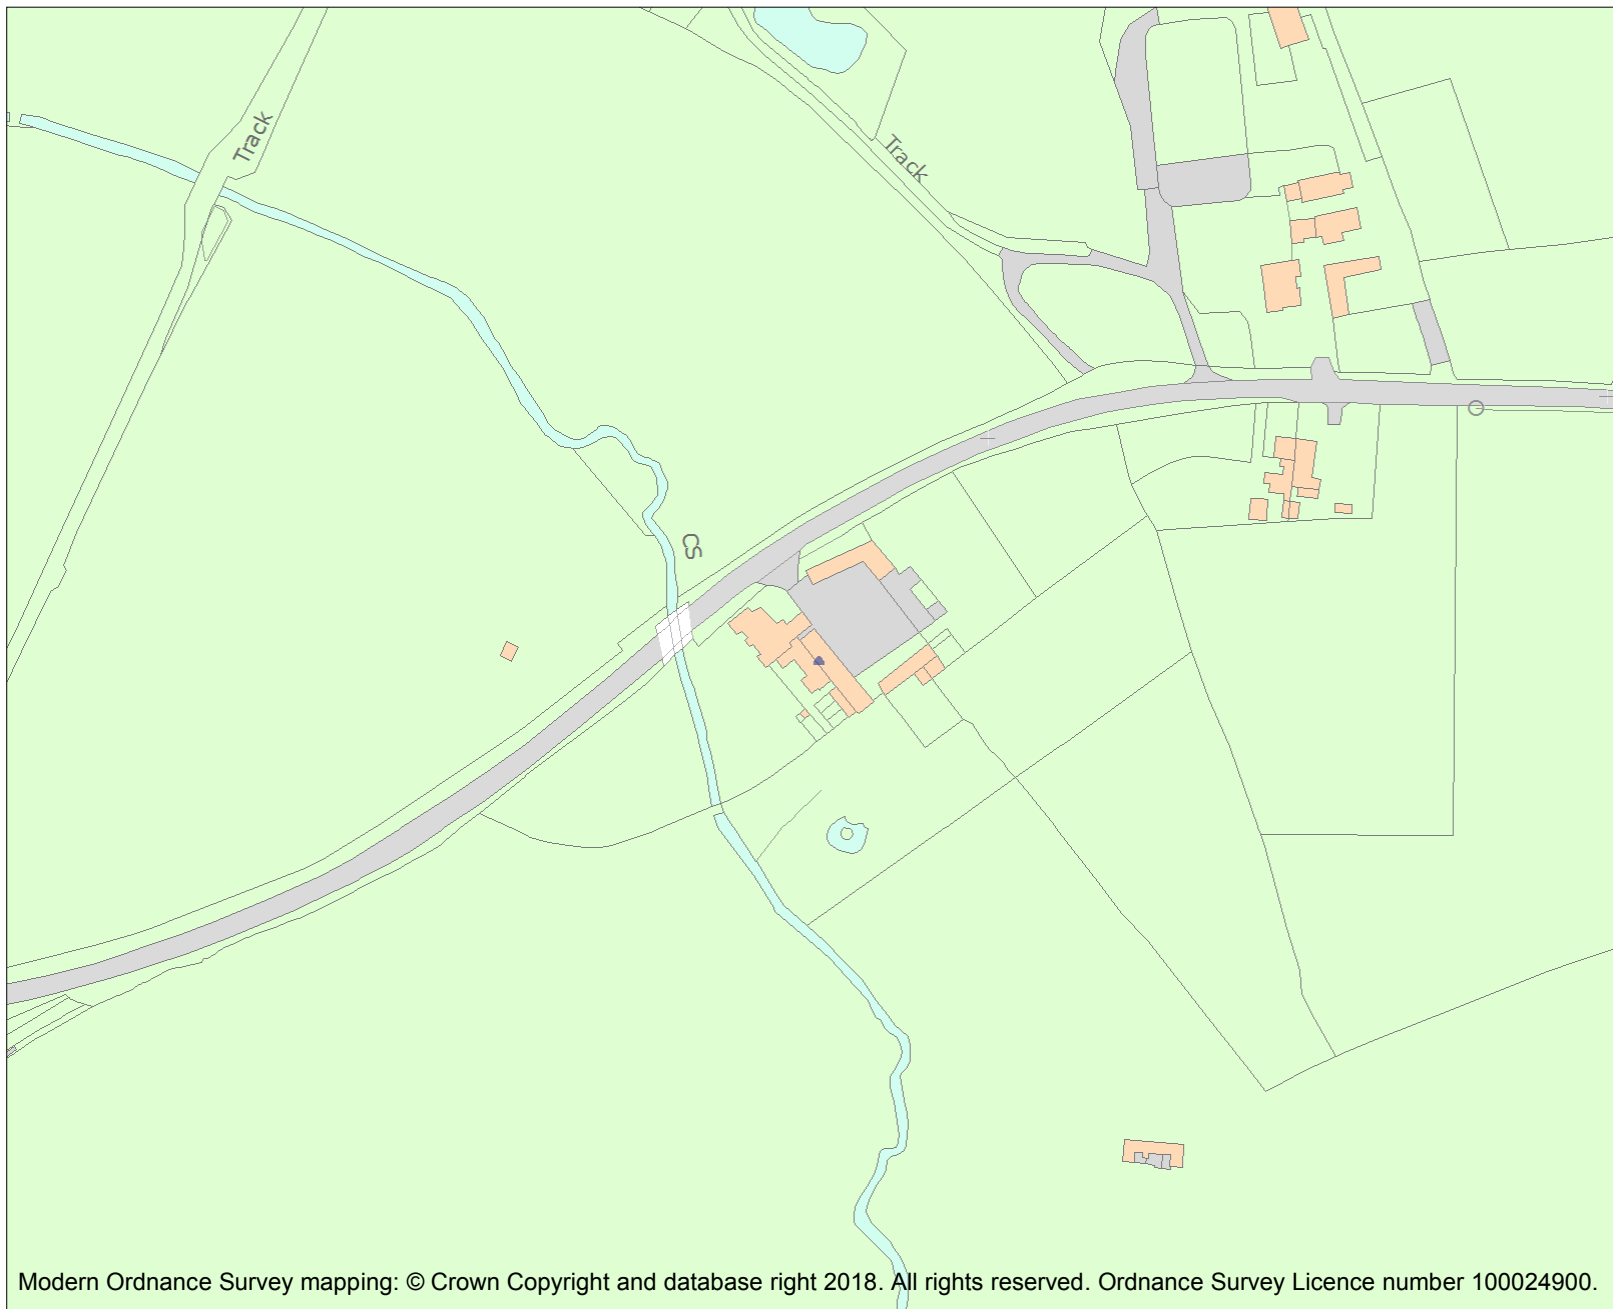 Track
Track
CS
Modern Ordnance Survey mapping: © Crown Copyright and database right 2018. All rights reserved. Ordnance Survey Licence number 100024900.